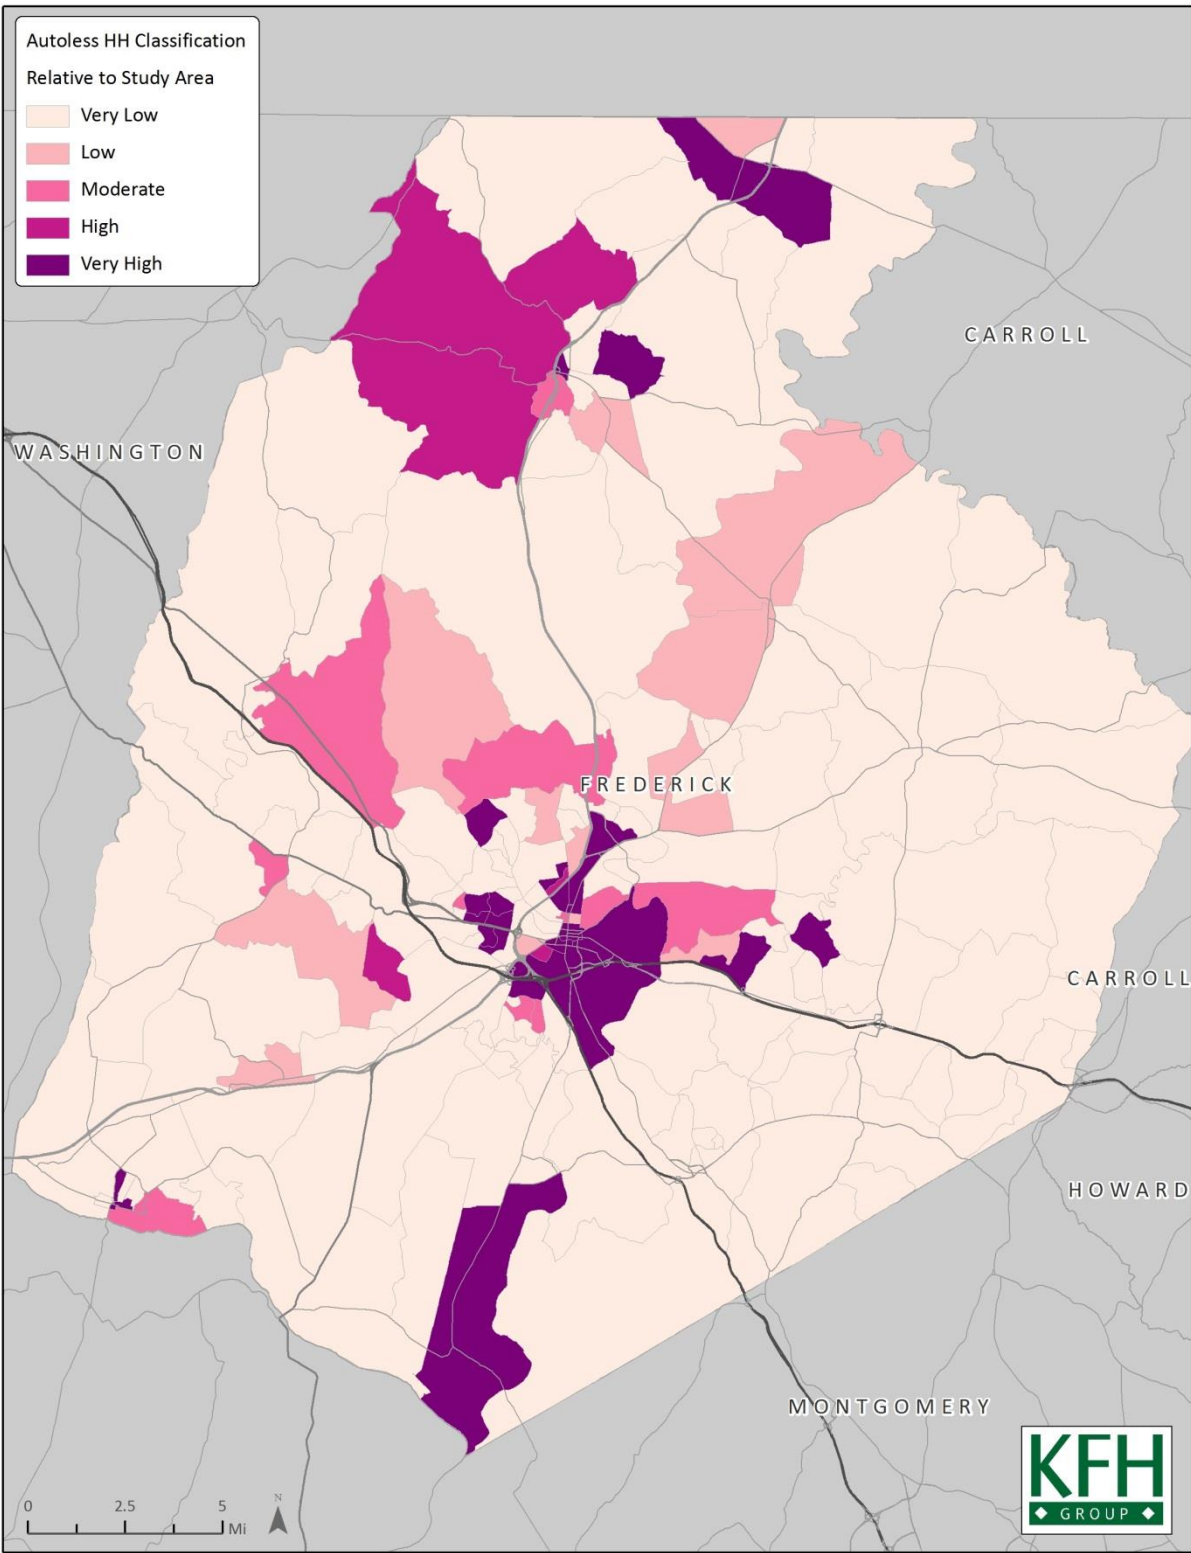 Autoless HH Classification
Relative to Study Area
Very Low
Low
Moderate
High
Very High
CARROLL
WASHINGTON
FREDERICK
CARROLL
HOWARD
MONTGOMERY
0 2.5 5
Mi
N
KFH
GROUP